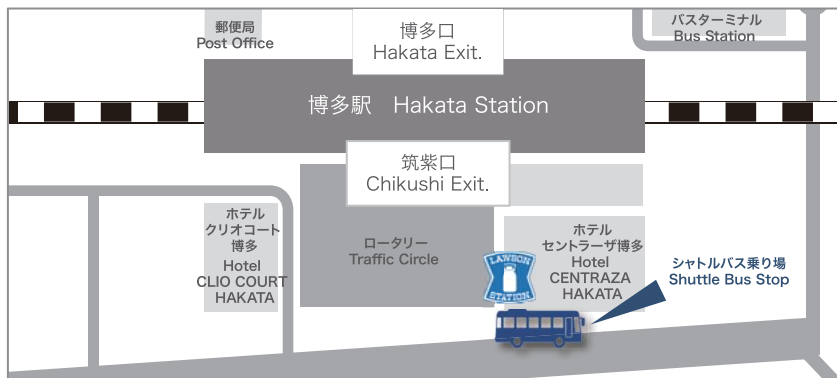 郵便局
Post Office
博多口
Hakata Exit.
バスターミナル
Bus Station
博多駅 Hakata Station
筑紫口
Chikushi Exit.
ホテル
クリオコート
博多
Hotel
CLIO COURT
HAKATA
ロータリー
Traffic Circle
ホテル
セントラーザ博多
Hotel
CENTRAZA
HAKATA
LAWSON
STATION
シャトルバス乗り場
Shuttle Bus Stop